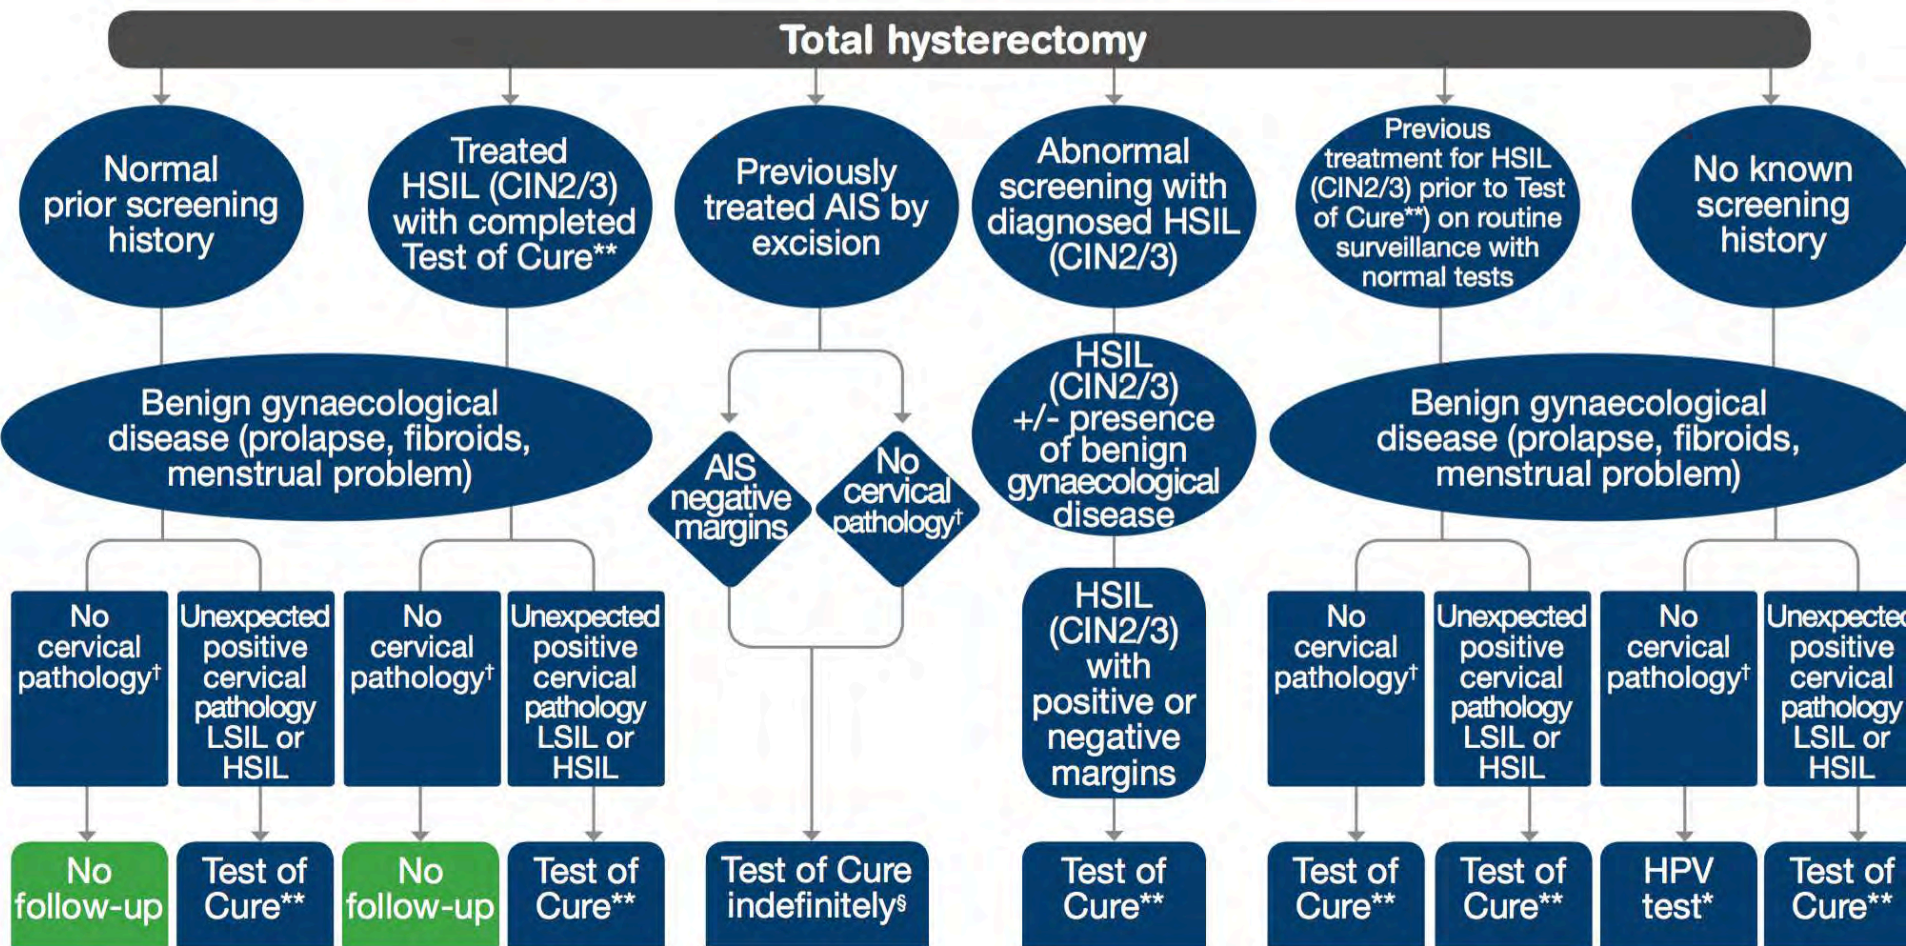 Total hysterectomy
Normal
prior screening
history
Treated
HSIL (CIN2/3)
with completed
Test of Cure**
Previously
treated AIS by
excision
Abnormal
screening with
diagnosed HSIL
(CIN2/3)
Previous
treatment for HSIL
(CIN2/3) prior to Test
of Cure**) on routine
surveillance with
normal tests
No known
screening
history
Benign gynaecological
disease (prolapse, fibroids,
menstrual problem)
AIS
negative
margins
No
cervical
pathology†
HSIL
(CIN2/3)
+/- presence
of benign
gynaecological
disease
Benign gynaecological
disease (prolapse, fibroids,
menstrual problem)
No
cervical
pathology†
Unexpected
positive
cervical
pathology
LSIL or
HSIL
No
cervical
pathology†
Unexpected
positive
cervical
pathology
LSIL or
HSIL
HSIL
(CIN2/3)
with
positive or
negative
margins
No
cervical
pathology†
Unexpected
positive
cervical
pathology
LSIL or
HSIL
No
cervical
pathology†
Unexpected
positive
cervical
pathology
LSIL or
HSIL
No
follow-up
Test of
Cure**
No
follow-up
Test of
Cure**
Test of Cure
indefinitely§
Test of
Cure**
Test of
Cure**
Test of
Cure**
HPV
test*
Test of
Cure**